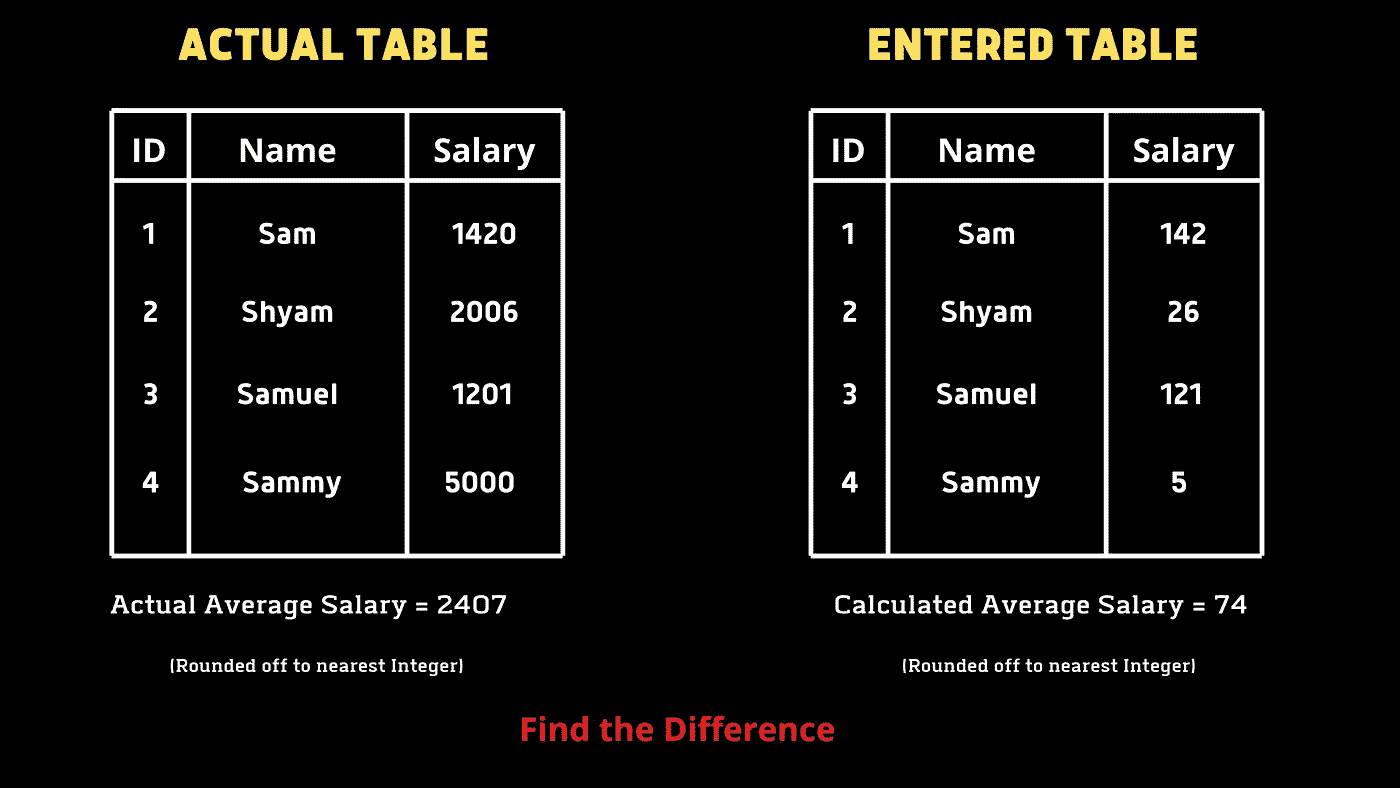 ACTUAL TABLE
ENTERED TABLE
ID Name Salary
1 Sam 1420
2 Shyam 2006
3 Samuel 1201
4 Sammy 5000
ID Name Salary
1 Sam 142
2 Shyam 26
3 Samuel 121
4 Sammy 5
Actual Average Salary = 2407
(Rounded off to nearest Integer)
Calculated Average Salary = 74
(Rounded off to nearest Integer)
Find the Difference